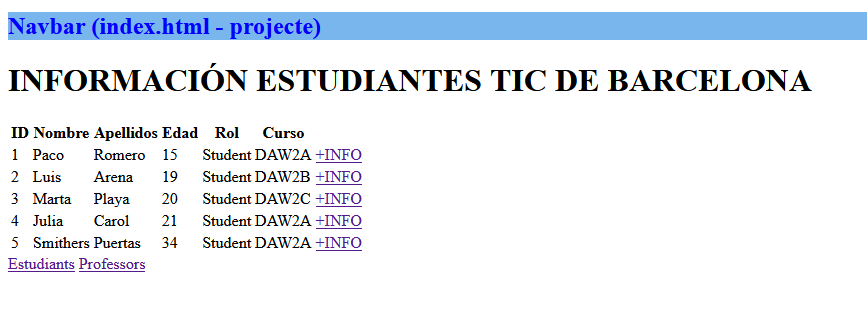 Navbar (index.html - projecte)
INFORMACIÓN ESTUDIANTES TIC DE BARCELONA
ID Nombre Apellidos Edad Rol Curso
1 Paco Romero 15 Student DAW2A +INFO
2 Luis Arena 19 Student DAW2B +INFO
3 Marta Playa 20 Student DAW2C +INFO
4 Julia Carol 21 Student DAW2A +INFO
5 Smithers Puertas 34 Student DAW2A +INFO
Estudiants Professors